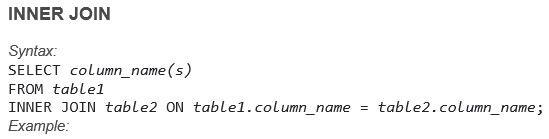 INNER JOIN
Syntax:
SELECT column_name(s)
FROM table1
INNER JOIN table2 ON table1.column_name = table2.column_name;
Example: